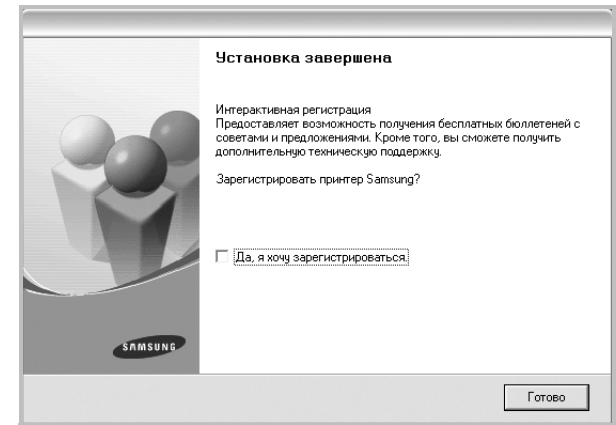 Установка завершена
Интерактивная регистрация
Предоставляет возможность получения бесплатных бюллетеней с
советами и предложениями. Кроме того, вы сможете получить
дополнительную техническую поддержку.
Зарегистрировать принтер Samsung?
Да, я хочу зарегистрироваться.
SAMSUNG
Готово